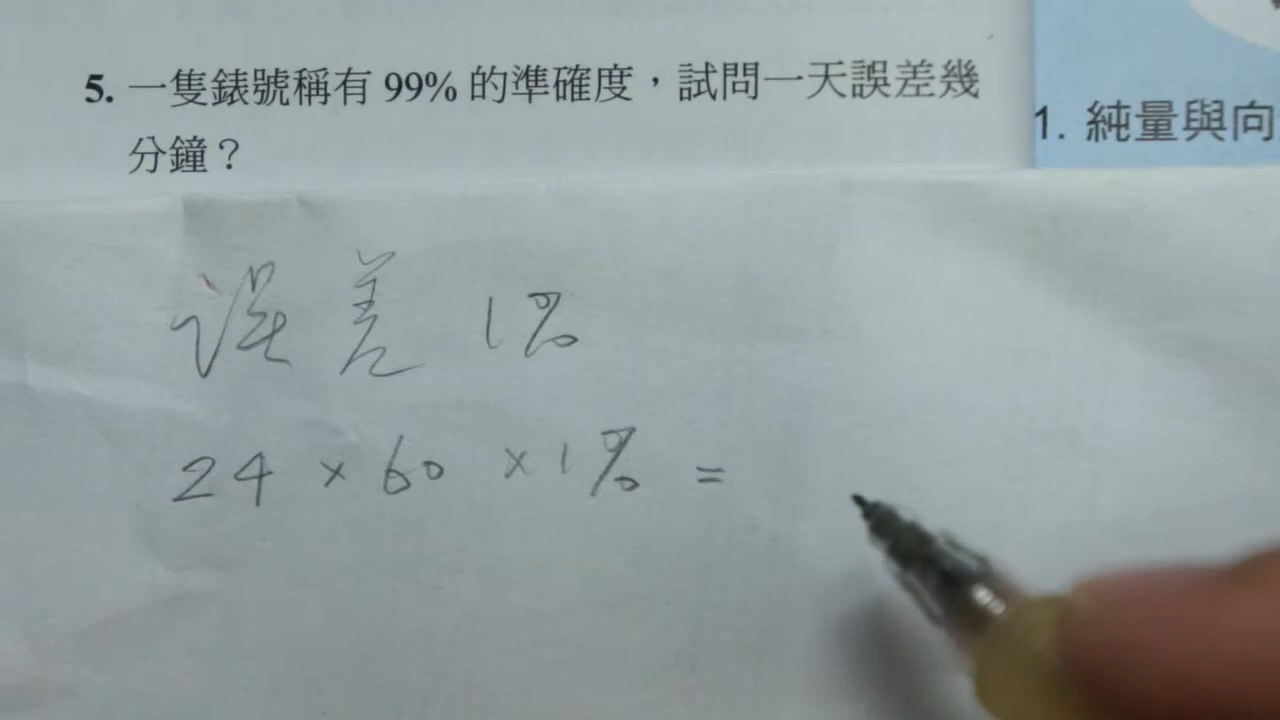 5. 一隻錶號稱有 99% 的準確度，試問一天誤差幾
分鐘？
1. 純量與向
誤差 1%
24 × 60 × 1% =